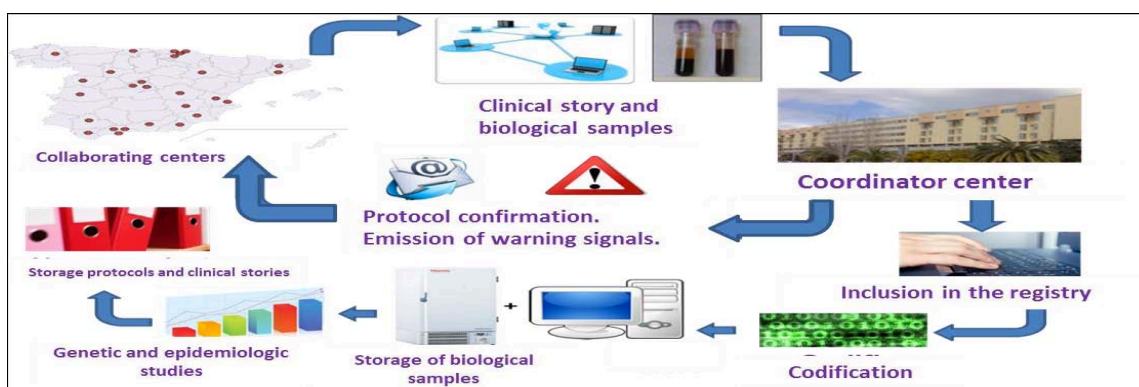 Clinical story and
biological samples
Collaborating centers
Coordinator center
Protocol confirmation.
Emission of warning signals.
Storage protocols and clinical stories
Inclusion in the registry
+
Genetic and epidemiologic
studies
Storage of biological
samples
Codification